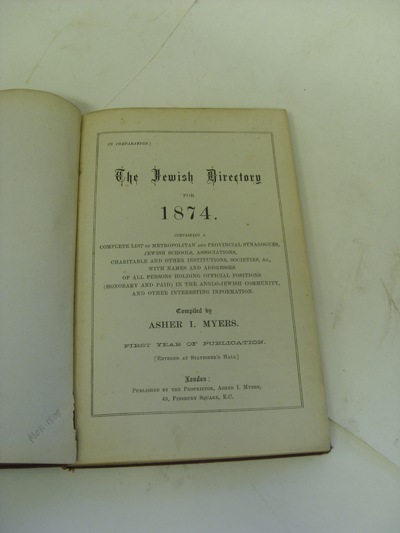 IN PREPARATION]
The Jewish Directory
FOR
1874.
CONTAINING A
COMPLETE LIST OF METROPOLITAN AND PROVINCIAL SYNAGOGUES,
JEWISH SCHOOLS, ASSOCIATIONS,
CHARITABLE AND OTHER INSTITUTIONS, SOCIETIES, &c.,
WITH NAMES AND ADDRESSES
OF ALL PERSONS HOLDING OFFICIAL POSITIONS
(HONORARY AND PAID) IN THE ANGLO-JEWISH COMMUNITY,
AND OTHER INTERESTING INFORMATION.
Compiled by
ASHER I. MYERS.
FIRST YEAR OF PUBLICATION.
[ENTERED AT STATIONER'S HALL.]
London:
PUBLISHED BY THE PROPRIETOR, ASHER I. MYERS,
FINSBURY SQUARE, E.C.